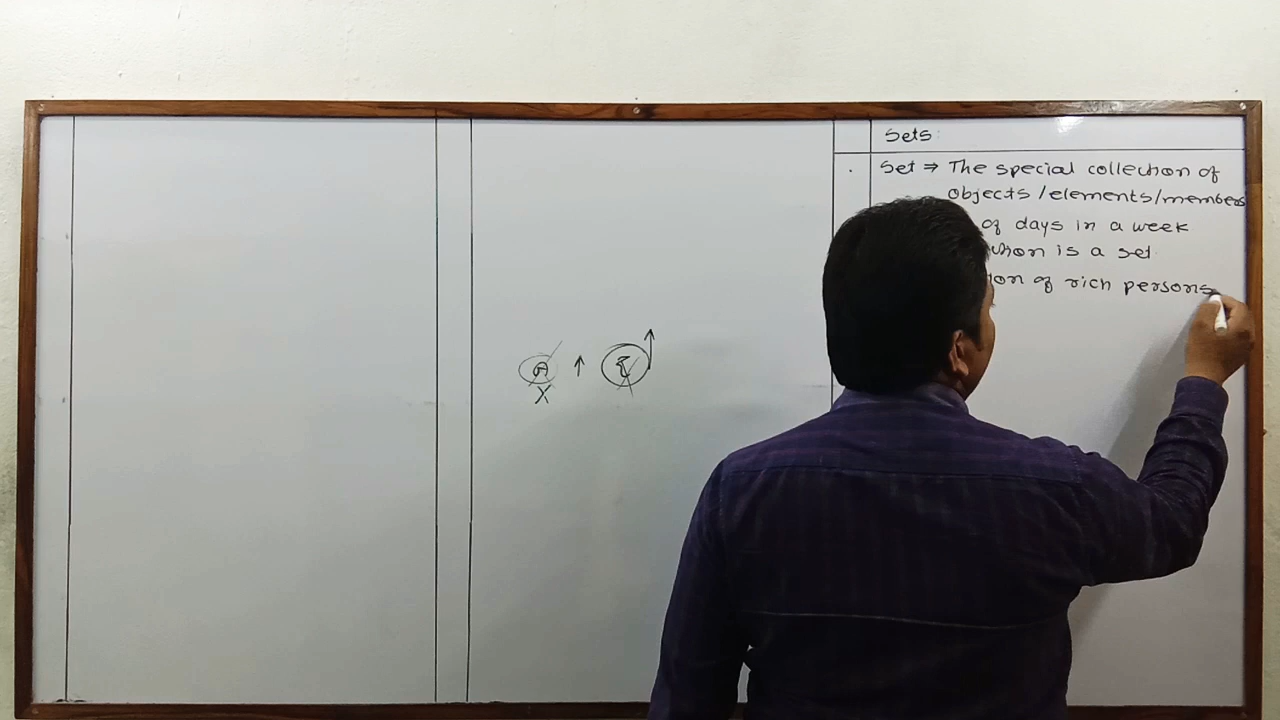 Sets
Set ⇒ The special collection of
objects/elements/members
of days in a week
is a set
of rich persons